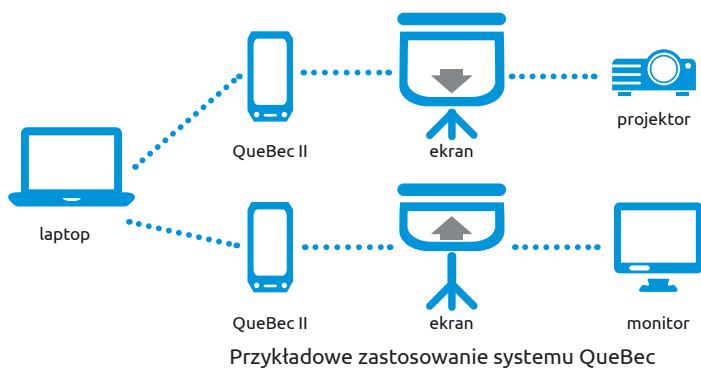 projektor
QueBec II
ekran
laptop
QueBec II
ekran
monitor
Przykładowe zastosowanie systemu QueBec